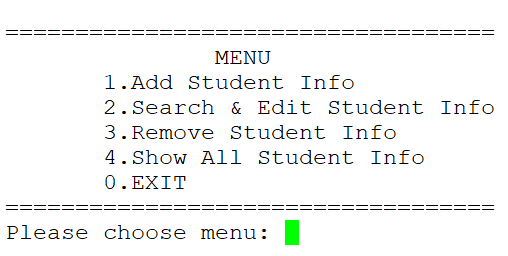 ===================================
MENU
1.Add Student Info
2.Search & Edit Student Info
3.Remove Student Info
4.Show All Student Info
0.EXIT
===================================
Please choose menu: